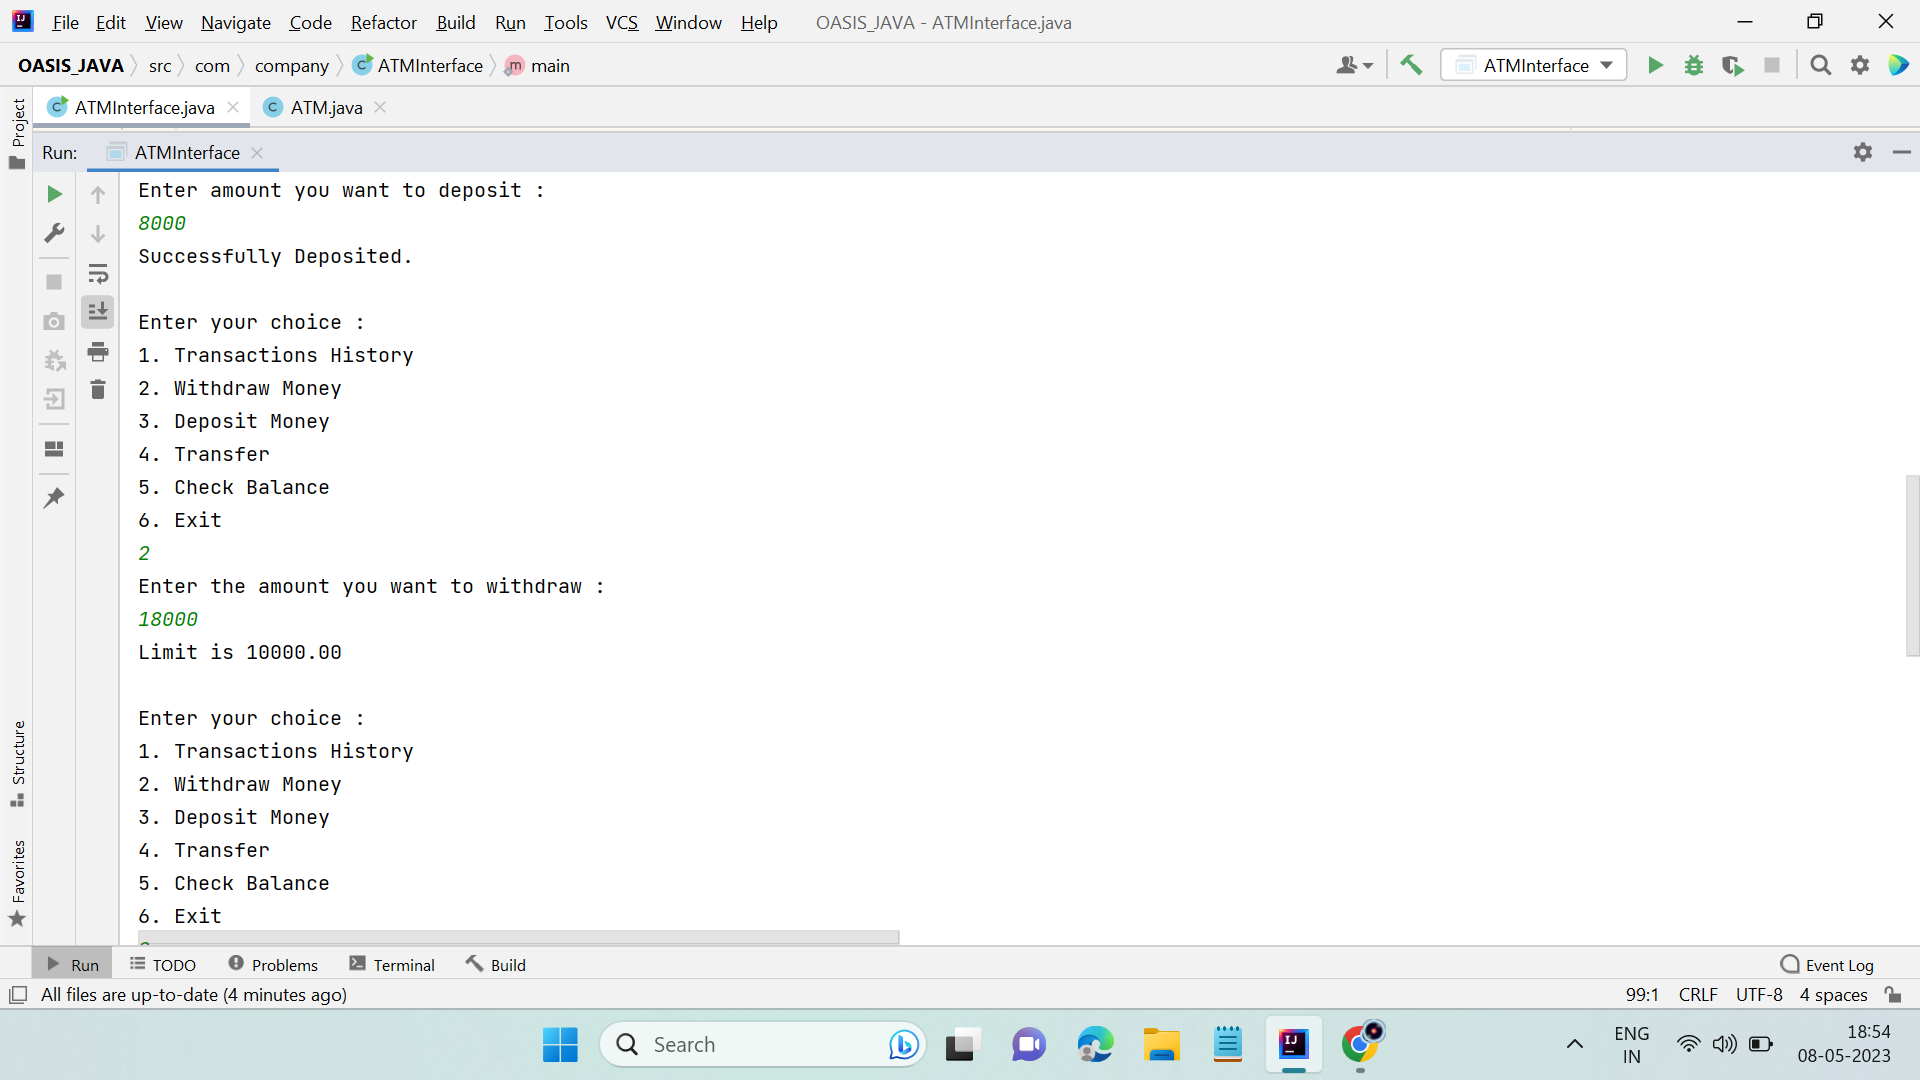 File Edit View Navigate Code Refactor Build Run Tools VCS Window Help OASIS_JAVA - ATMInterface.java
OASIS_JAVA src com company ATMInterface main ATMInterface
ATMInterface.java ATM.java
Project
Run: ATMInterface
Enter amount you want to deposit :
8000
Successfully Deposited.
Enter your choice :
1. Transactions History
2. Withdraw Money
3. Deposit Money
4. Transfer
5. Check Balance
6. Exit
2
Enter the amount you want to withdraw :
18000
Limit is 10000.00
Enter your choice :
1. Transactions History
2. Withdraw Money
3. Deposit Money
4. Transfer
5. Check Balance
6. Exit
Structure
Favorites
Run TODO Problems Terminal Build Event Log
All files are up-to-date (4 minutes ago) 99:1 CRLF UTF-8 4 spaces
Search ENG 18:54
IN 08-05-2023